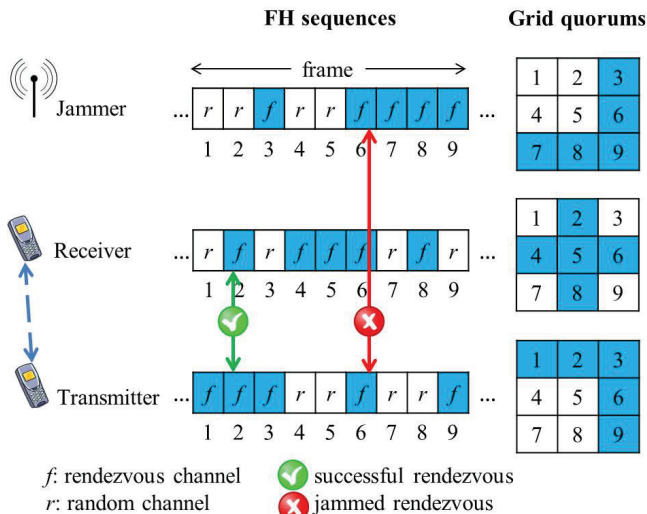 FH sequences Grid quorums
frame
Jammer ... r r f r r f f f f ...
1 2 3 4 5 6 7 8 9
1 2 3
4 5 6
7 8 9
Receiver ... r f r f f f r f r ...
1 2 3 4 5 6 7 8 9
1 2 3
4 5 6
7 8 9
Transmitter ... f f f r r f r r f ...
1 2 3 4 5 6 7 8 9
1 2 3
4 5 6
7 8 9
f: rendezvous channel successful rendezvous
r: random channel jammed rendezvous